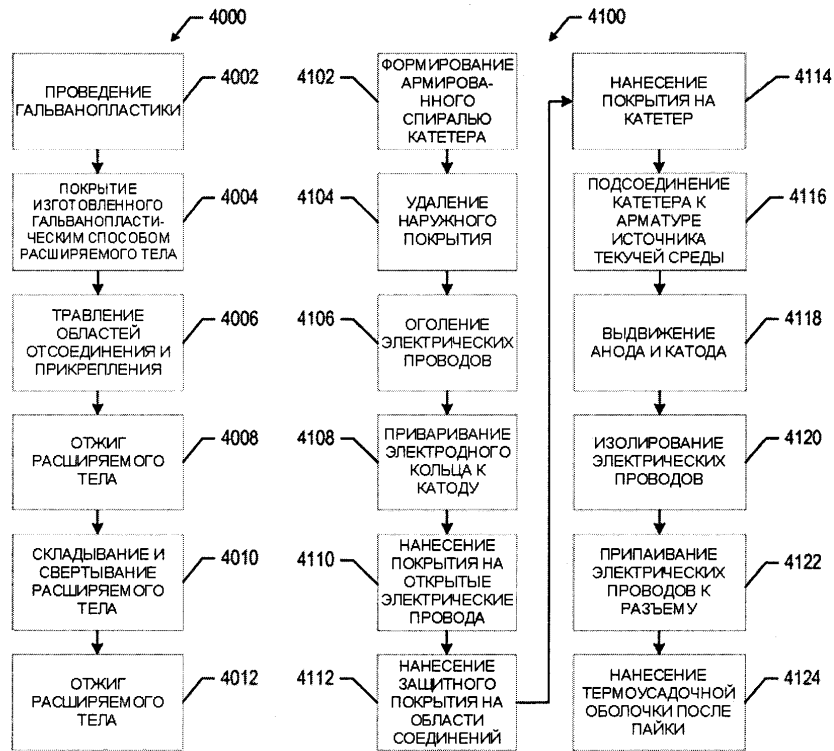 4000
ПРОВЕДЕНИЕ
ГАЛЬВАНОПЛАСТИКИ
4002
ПОКРЫТИЕ
ИЗГОТОВЛЕННОГО
ГАЛЬВАНОПЛАСТИ-
ЧЕСКИМ СПОСОБОМ
РАСШИРЯЕМОГО ТЕЛА
4004
ТРАВЛЕНИЕ
ОБЛАСТЕЙ
ОТСОЕДИНЕНИЯ И
ПРИКРЕПЛЕНИЯ
4006
ОТЖИГ
РАСШИРЯЕМОГО
ТЕЛА
4008
СКЛАДЫВАНИЕ И
СВЕРТЫВАНИЕ
РАСШИРЯЕМОГО
ТЕЛА
4010
ОТЖИГ
РАСШИРЯЕМОГО
ТЕЛА
4012
4100
4102
ФОРМИРОВАНИЕ
АРМИРОВА-
ННОГО
СПИРАЛЬЮ
КАТЕТЕРА
4104
УДАЛЕНИЕ
НАРУЖНОГО
ПОКРЫТИЯ
4106
ОГОЛЕНИЕ
ЭЛЕКТРИЧЕСКИХ
ПРОВОДОВ
4108
ПРИВАРИВАНИЕ
ЭЛЕКТРОДНОГО
КОЛЬЦА К
КАТОДУ
4110
НАНЕСЕНИЕ
ПОКРЫТИЯ НА
ОТКРЫТЫЕ
ЭЛЕКТРИЧЕСКИЕ
ПРОВОДА
4112
НАНЕСЕНИЕ
ЗАЩИТНОГО
ПОКРЫТИЯ НА
ОБЛАСТИ
СОЕДИНЕНИЙ
НАНЕСЕНИЕ
ПОКРЫТИЯ НА
КАТЕТЕР
4114
ПОДСОЕДИНЕНИЕ
КАТЕТЕРА К
АРМАТУРЕ
ИСТОЧНИКА
ТЕКУЧЕЙ СРЕДЫ
4116
ВЫДВИЖЕНИЕ
АНОДА И КАТОДА
4118
ИЗОЛИРОВАНИЕ
ЭЛЕКТРИЧЕСКИХ
ПРОВОДОВ
4120
ПРИПАИВАНИЕ
ЭЛЕКТРИЧЕСКИХ
ПРОВОДОВ К
РАЗЪЕМУ
4122
НАНЕСЕНИЕ
ТЕРМОУСАДОЧНОЙ
ОБОЛОЧКИ ПОСЛЕ
ПАЙКИ
4124